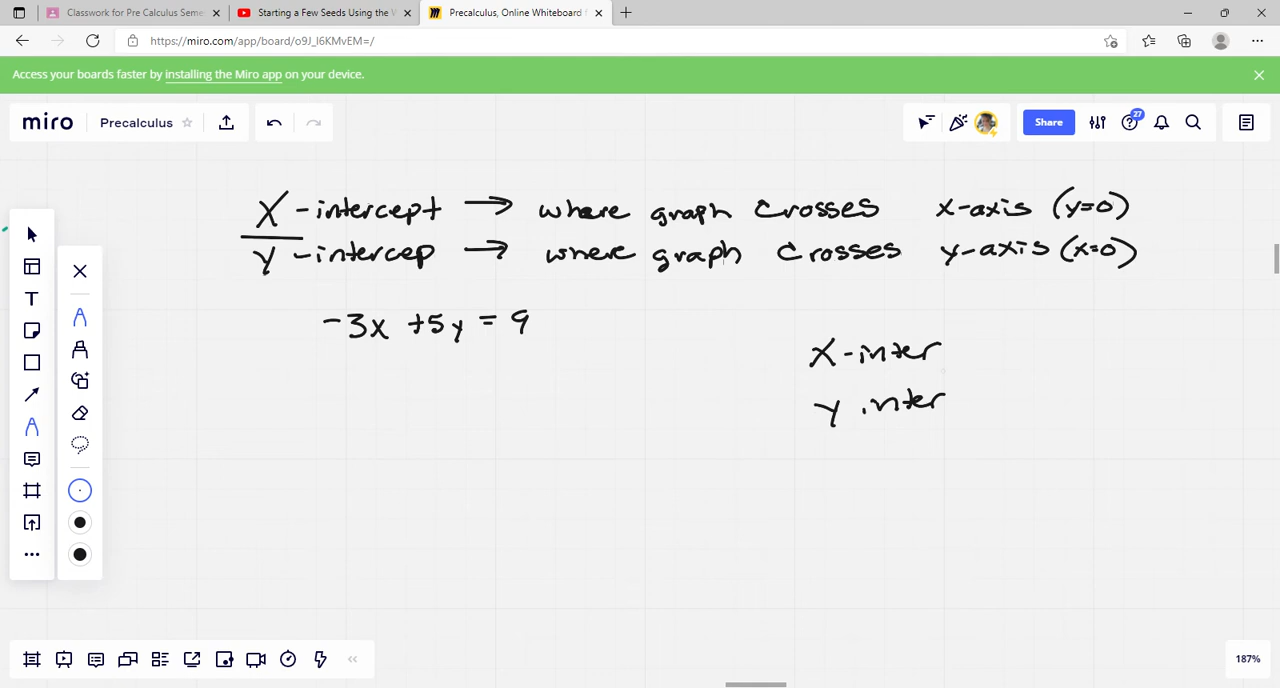 Classwork for Pre Calculus Seme
Starting a Few Seeds Using the W
Precalculus, Online Whiteboard f
https://miro.com/app/board/o9J_l6KMvEM=/
Access your boards faster by installing the Miro app on your device.
miro
Precalculus
Share
27
X-intercept → where graph crosses x-axis (y=0)
Y-intercep → where graph crosses y-axis (x=0)
-3x +5y = 9
X-inter
y inter
187%